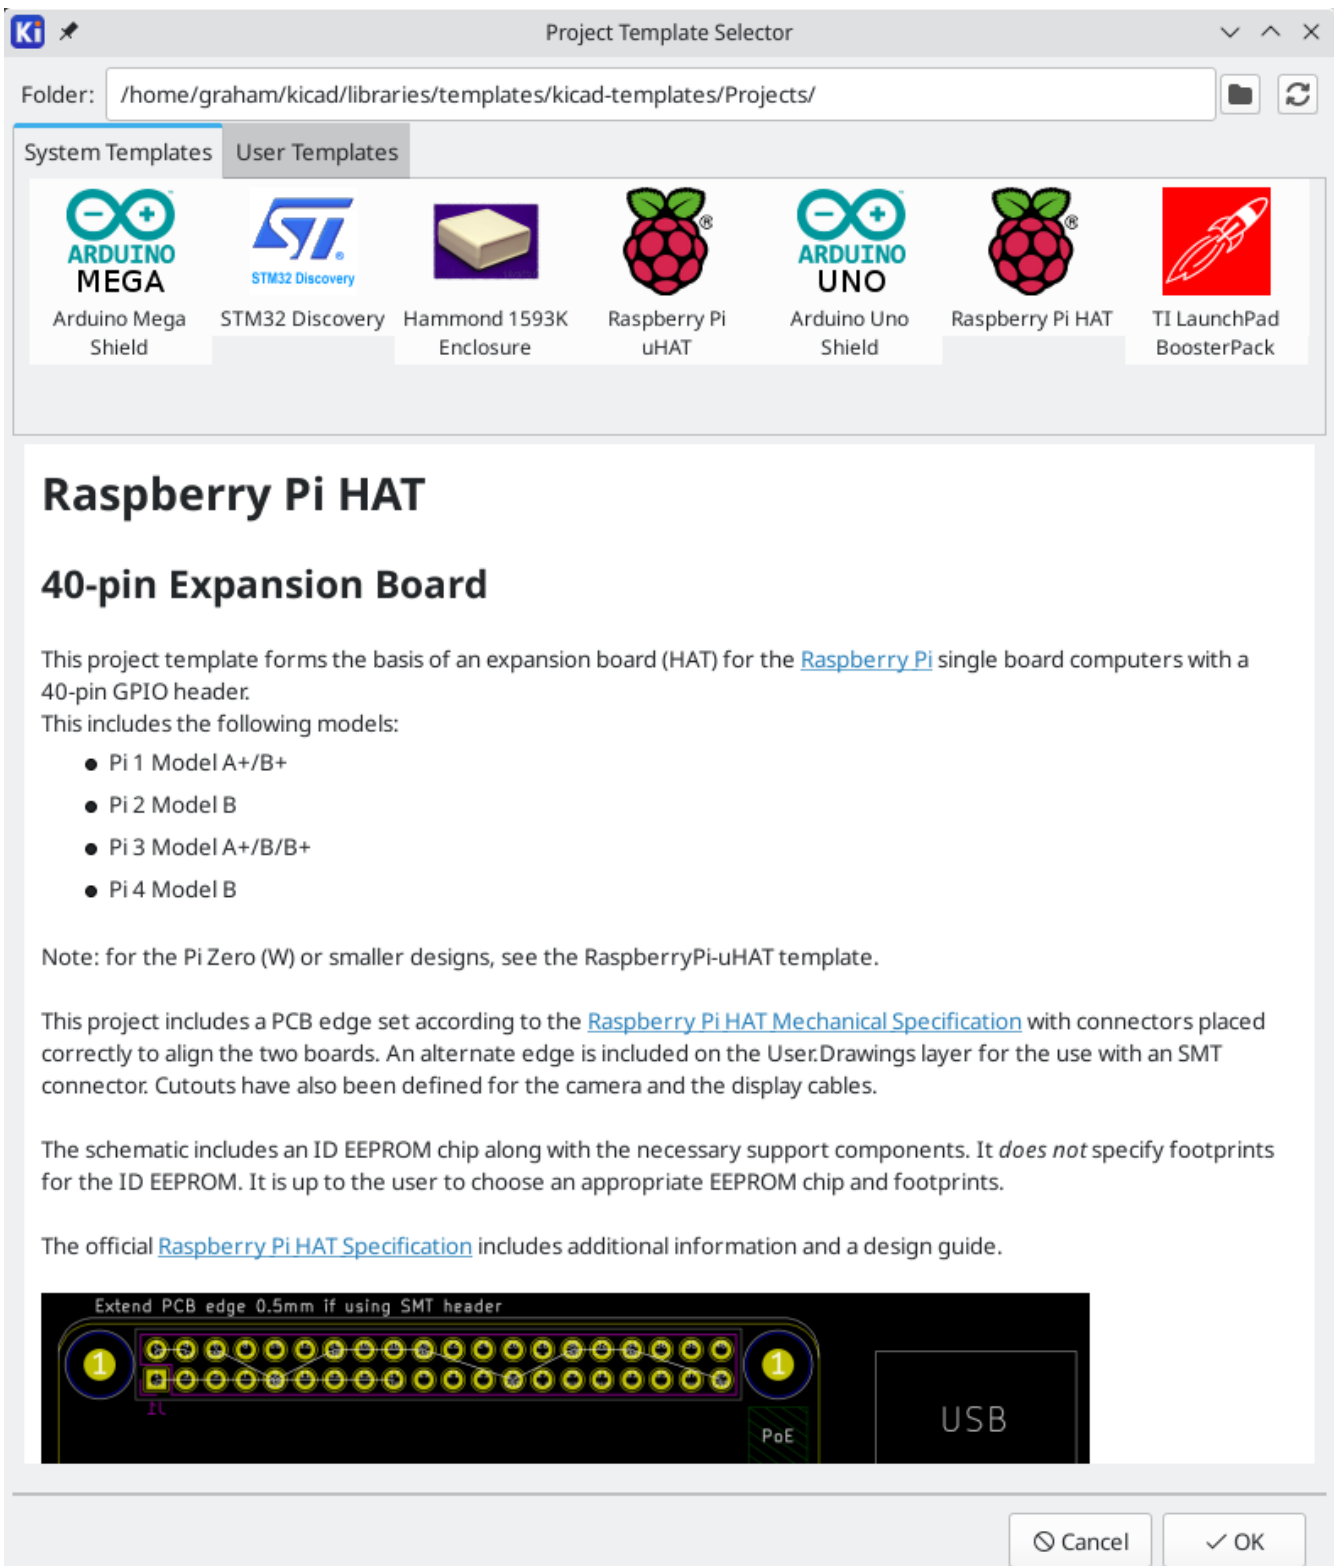 Ki
Project Template Selector
Folder:
/home/graham/kicad/libraries/templates/kicad-templates/Projects/
System Templates
User Templates
ARDUINO
MEGA
Arduino Mega
Shield
ST
STM32 Discovery
STM32 Discovery
Hammond 1593K
Enclosure
®
Raspberry Pi
uHAT
ARDUINO
UNO
Arduino Uno
Shield
®
Raspberry Pi HAT
TI LaunchPad
BoosterPack
Raspberry Pi HAT
40-pin Expansion Board
This project template forms the basis of an expansion board (HAT) for the Raspberry Pi single board computers with a
40-pin GPIO header.
This includes the following models:
● Pi 1 Model A+/B+
● Pi 2 Model B
● Pi 3 Model A+/B/B+
● Pi 4 Model B
Note: for the Pi Zero (W) or smaller designs, see the RaspberryPi-uHAT template.
This project includes a PCB edge set according to the Raspberry Pi HAT Mechanical Specification with connectors placed
correctly to align the two boards. An alternate edge is included on the User.Drawings layer for the use with an SMT
connector. Cutouts have also been defined for the camera and the display cables.
The schematic includes an ID EEPROM chip along with the necessary support components. It does not specify footprints
for the ID EEPROM. It is up to the user to choose an appropriate EEPROM chip and footprints.
The official Raspberry Pi HAT Specification includes additional information and a design guide.
Extend PCB edge 0.5mm if using SMT header
1
1
J1
PoE
USB
Cancel
OK